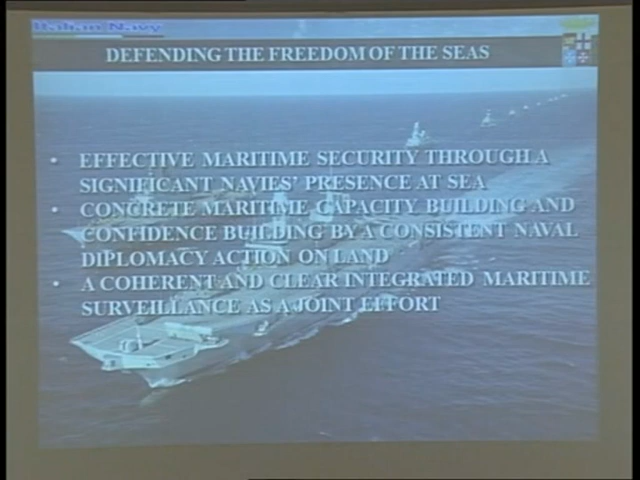 Italian Navy
DEFENDING THE FREEDOM OF THE SEAS
• EFFECTIVE MARITIME SECURITY THROUGH A
SIGNIFICANT NAVIES' PRESENCE AT SEA
• CONCRETE MARITIME CAPACITY BUILDING AND
CONFIDENCE BUILDING BY A CONSISTENT NAVAL
DIPLOMACY ACTION ON LAND
• A COHERENT AND CLEAR INTEGRATED MARITIME
SURVEILLANCE AS A JOINT EFFORT